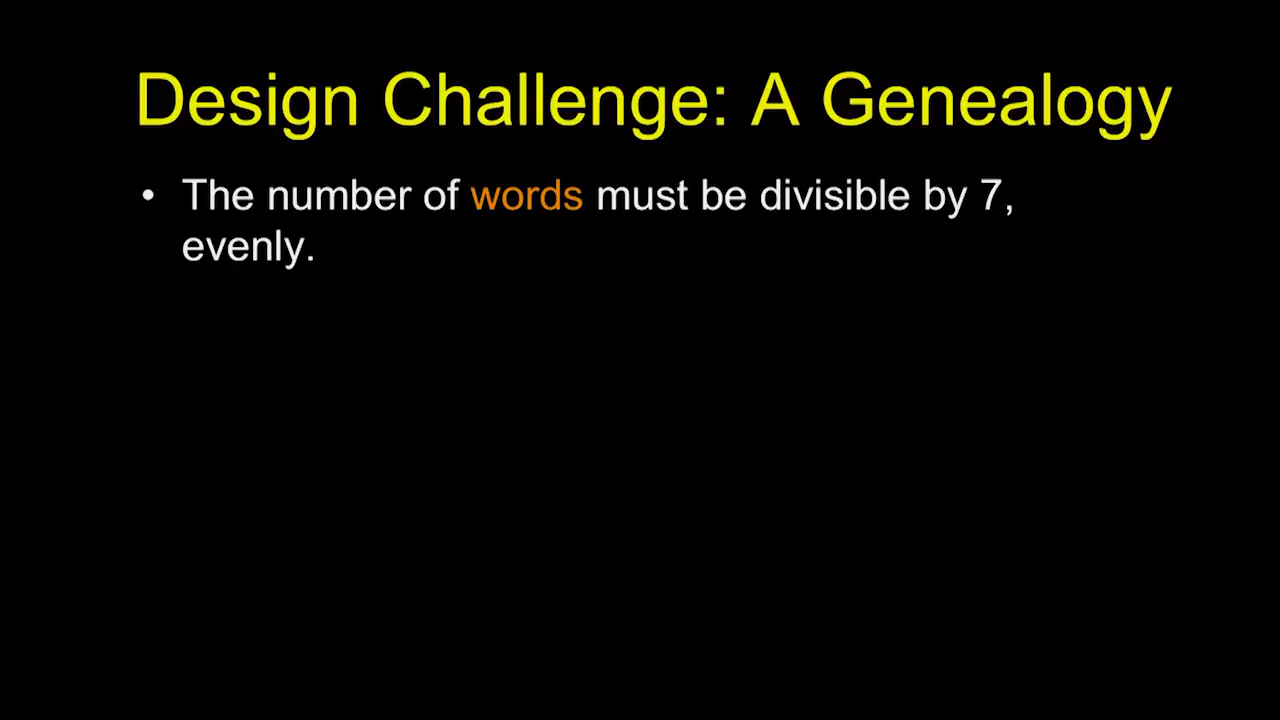 Design Challenge: A Genealogy
• The number of words must be divisible by 7,
evenly.